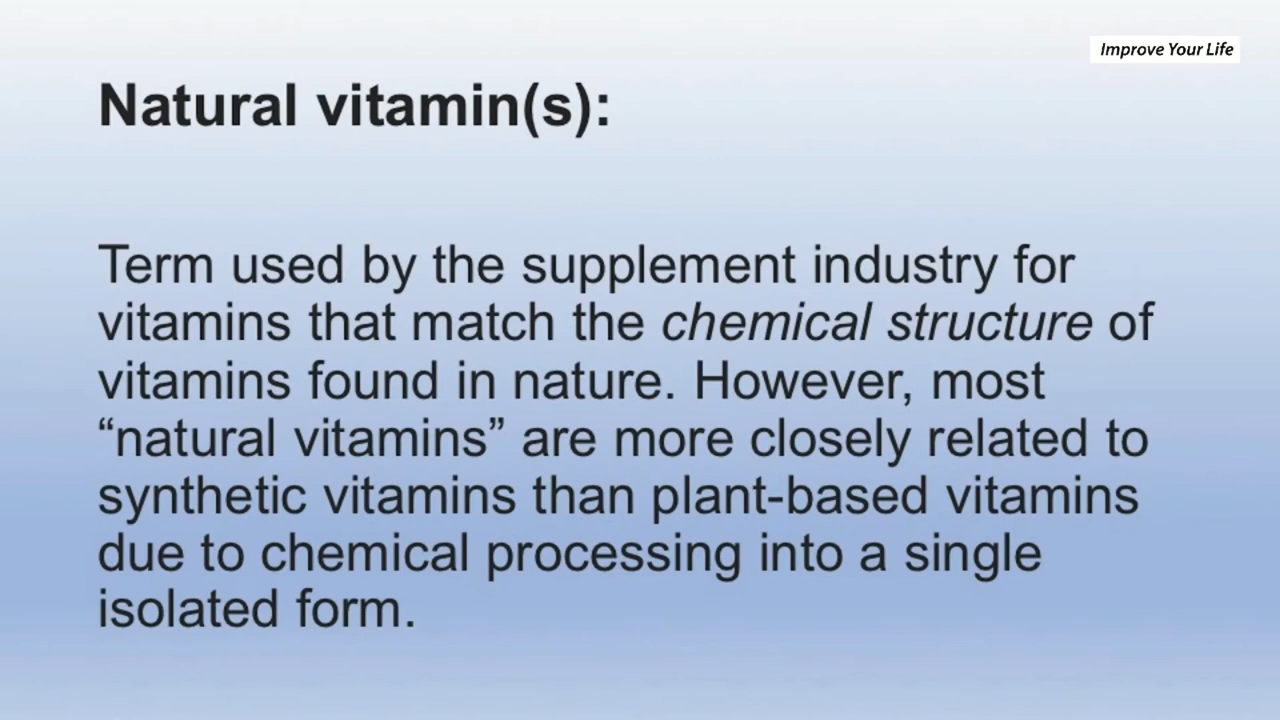 Improve Your Life
Natural vitamin(s):
Term used by the supplement industry for
vitamins that match the chemical structure of
vitamins found in nature. However, most
“natural vitamins” are more closely related to
synthetic vitamins than plant-based vitamins
due to chemical processing into a single
isolated form.